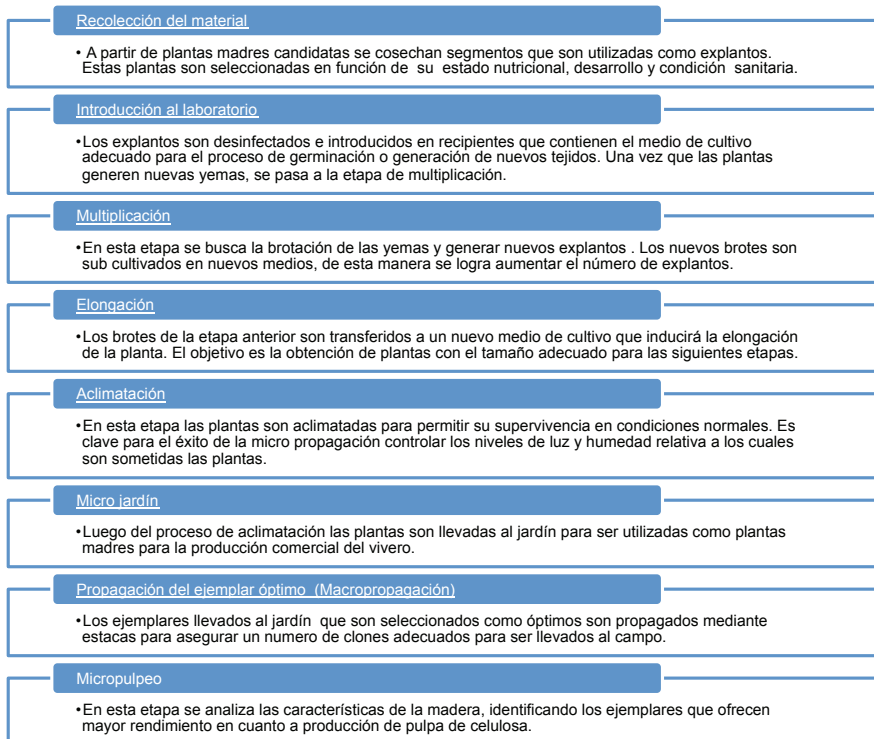 Recolección del material
• A partir de plantas madres candidatas se cosechan segmentos que son utilizadas como explantos.
Estas plantas son seleccionadas en función de su estado nutricional, desarrollo y condición sanitaria.
Introducción al laboratorio
•Los explantos son desinfectados e introducidos en recipientes que contienen el medio de cultivo
adecuado para el proceso de germinación o generación de nuevos tejidos. Una vez que las plantas
generen nuevas yemas, se pasa a la etapa de multiplicación.
Multiplicación
•En esta etapa se busca la brotación de las yemas y generar nuevos explantos . Los nuevos brotes son
sub cultivados en nuevos medios, de esta manera se logra aumentar el número de explantos.
Elongación
•Los brotes de la etapa anterior son transferidos a un nuevo medio de cultivo que inducirá la elongación
de la planta. El objetivo es la obtención de plantas con el tamaño adecuado para las siguientes etapas.
Aclimatación
•En esta etapa las plantas son aclimatadas para permitir su supervivencia en condiciones normales. Es
clave para el éxito de la micro propagación controlar los niveles de luz y humedad relativa a los cuales
son sometidas las plantas.
Micro jardín
•Luego del proceso de aclimatación las plantas son llevadas al jardín para ser utilizadas como plantas
madres para la producción comercial del vivero.
Propagación del ejemplar óptimo (Macropropagación)
•Los ejemplares llevados al jardín que son seleccionados como óptimos son propagados mediante
estacas para asegurar un numero de clones adecuados para ser llevados al campo.
Micropulpeo
•En esta etapa se analiza las características de la madera, identificando los ejemplares que ofrecen
mayor rendimiento en cuanto a producción de pulpa de celulosa.